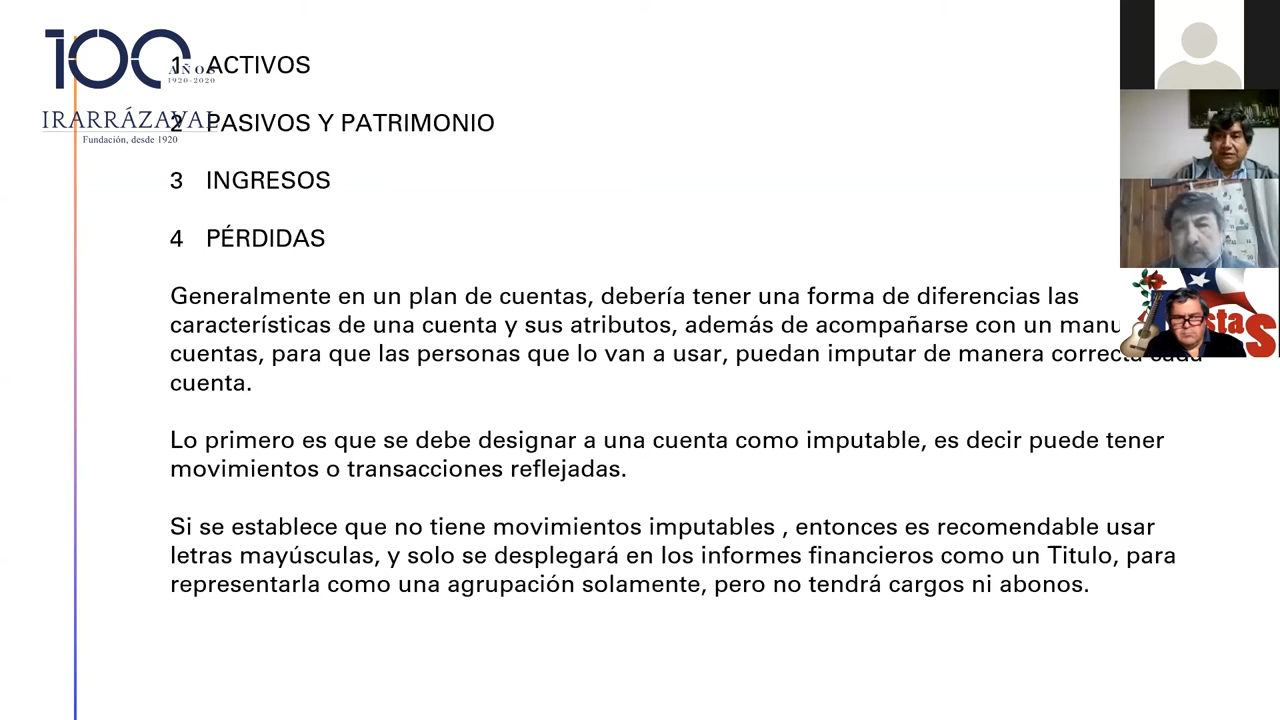 100
AÑOS
1920-2020
IRARRÁZAVAL
Fundación, desde 1920
1 ACTIVOS
2 PASIVOS Y PATRIMONIO
3 INGRESOS
4 PÉRDIDAS
Generalmente en un plan de cuentas, debería tener una forma de diferencias las
características de una cuenta y sus atributos, además de acompañarse con un
cuentas, para que las personas que lo van a usar, puedan imputar de manera correcta
cuenta.
Lo primero es que se debe designar a una cuenta como imputable, es decir puede tener
movimientos o transacciones reflejadas.
Si se establece que no tiene movimientos imputables , entonces es recomendable usar
letras mayúsculas, y solo se desplegará en los informes financieros como un Titulo, para
representarla como una agrupación solamente, pero no tendrá cargos ni abonos.